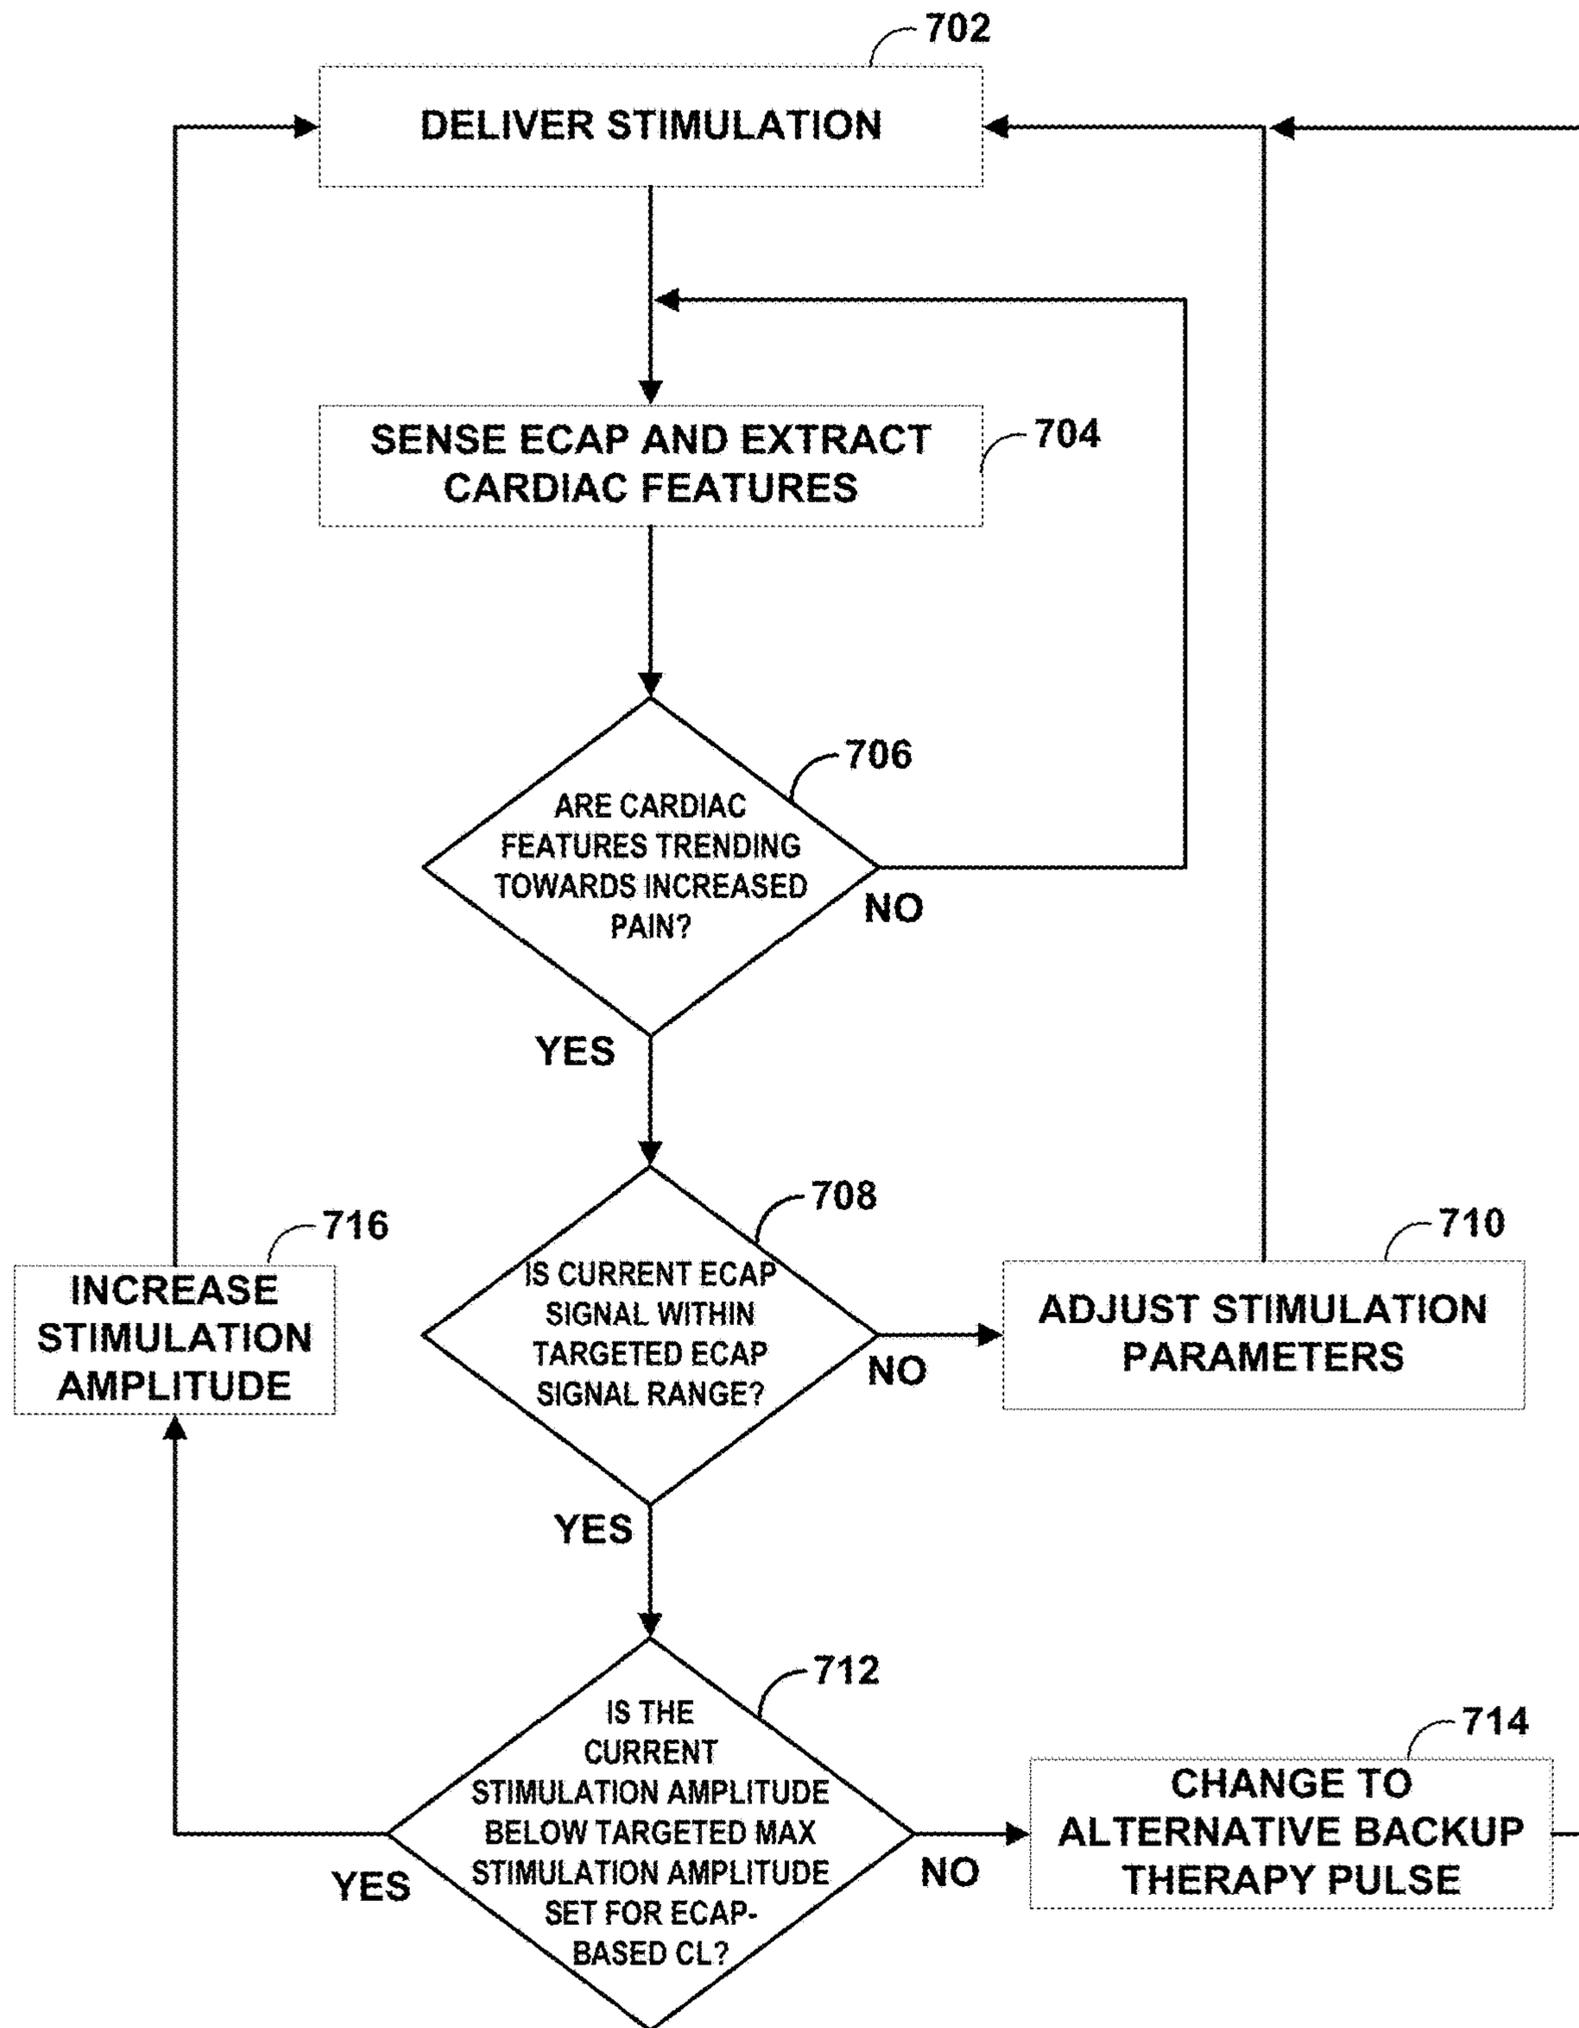 702
DELIVER STIMULATION
SENSE ECAP AND EXTRACT
CARDIAC FEATURES
704
706
ARE CARDIAC
FEATURES TRENDING
TOWARDS INCREASED
PAIN?
NO
YES
708
IS CURRENT ECAP
SIGNAL WITHIN
TARGETED ECAP
SIGNAL RANGE?
NO
YES
710
ADJUST STIMULATION
PARAMETERS
716
INCREASE
STIMULATION
AMPLITUDE
712
IS THE
CURRENT
STIMULATION AMPLITUDE
BELOW TARGETED MAX
STIMULATION AMPLITUDE
SET FOR ECAP-
BASED CL?
YES
NO
714
CHANGE TO
ALTERNATIVE BACKUP
THERAPY PULSE